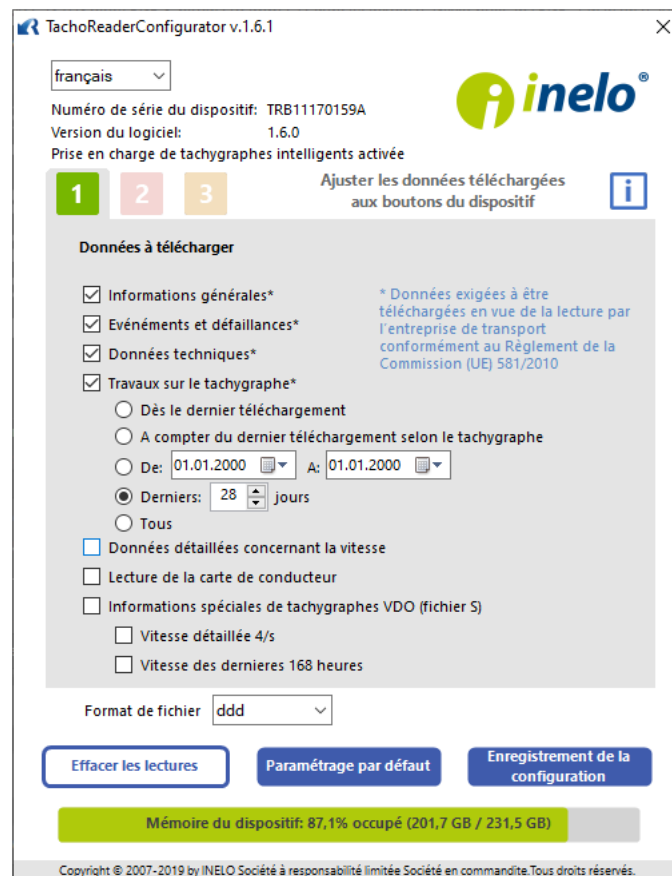 TachoReaderConfigurator v.1.6.1
français
inelo®
Numéro de série du dispositif: TRB11170159A
Version du logiciel: 1.6.0
Prise en charge de tachygraphes intelligents activée
1 2 3
Ajuster les données téléchargées
aux boutons du dispositif
i
Données à télécharger
Informations générales*
Evénéments et défaillances*
Données techniques*
Travaux sur le tachygraphe*
* Données exigées à être
téléchargées en vue de la lecture par
l'entreprise de transport
conformément au Règlement de la
Commission (UE) 581/2010
Dès le dernier téléchargement
A compter du dernier téléchargement selon le tachygraphe
De: 01.01.2000 A: 01.01.2000
Derniers: 28 jours
Tous
Données détaillées concernant la vitesse
Lecture de la carte de conducteur
Informations spéciales de tachygraphes VDO (fichier S)
Vitesse détaillée 4/s
Vitesse des dernieres 168 heures
Format de fichier ddd
Effacer les lectures
Paramétrage par défaut
Enregistrement de la
configuration
Mémoire du dispositif: 87,1% occupé (201,7 GB / 231,5 GB)
Copyright © 2007-2019 by INELO Société à responsabilité limitée Société en commandite.Tous droits réservés.